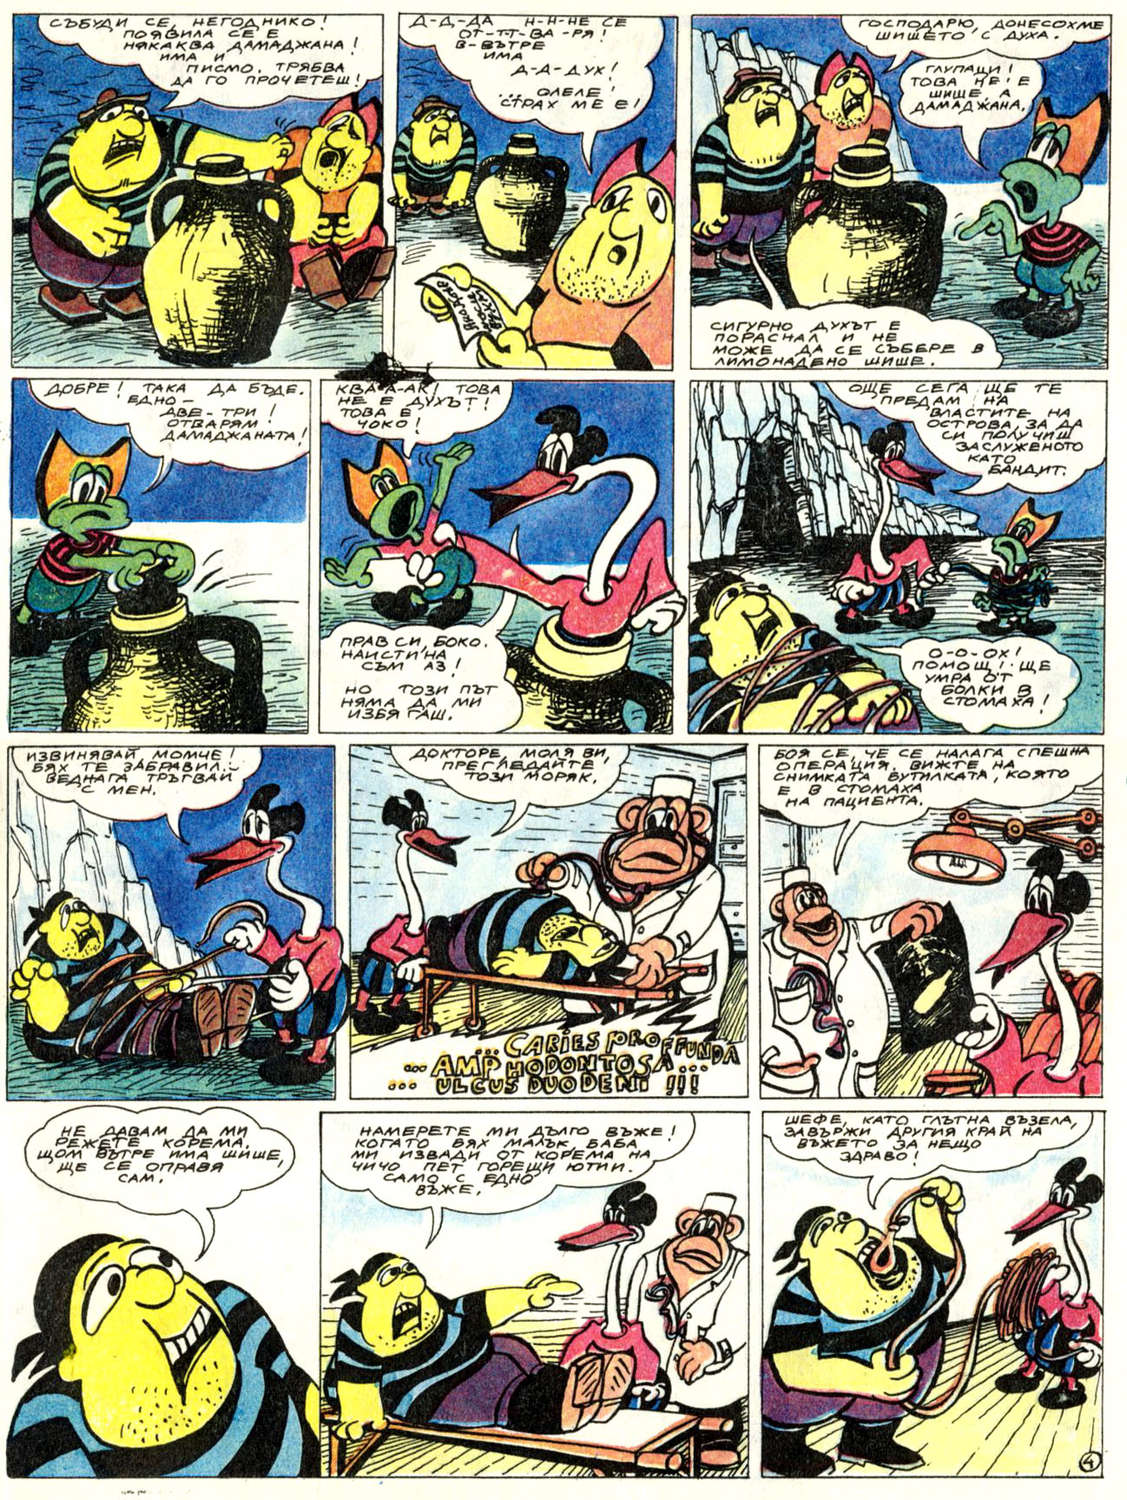 СЪБУДИ СЕ, НЕГОДНИКО!
ПОЯВИЛА СЕ Е
НЯКАКВА ДАМАДЖАНА!
ИМА И
ПИСМО. ТРЯБВА
ДА ГО ПРОЧЕТЕШ!
Д-Д-ДА Н-Н-НЕ СЕ
ОТ-ТТ-ВА-РЯ!
В-ВЪТРЕ
ИМА
Д-Д-ДУХ!
...ОЛЕЛЕ!
СТРАХ МЕ Е!
ГОСПОДАРЮ, ДОНЕСОХМЕ
ШИШЕТО С ДУХА.
ГЛУПАЦИ!
ТОВА НЕ Е
ШИШЕ, А
ДАМАДЖАНА.
СИГУРНО ДУХЪТ Е
ПОРАСНАЛ И НЕ
МОЖЕ ДА СЕ СЪБЕРЕ В
ЛИМОНАДЕНО ШИШЕ.
ДОБРЕ! ТАКА ДА БЪДЕ.
ЕДНО-
ДВЕ-ТРИ!
ОТВАРЯМ
ДАМАДЖАНАТА!
КВА-А-АК! ТОВА
НЕ Е ДУХЪТ!
ТОВА Е
ЧОКО!
ПРАВ СИ, БОКО.
НАИСТИНА
СЪМ АЗ!
НО ТОЗИ ПЪТ
НЯМА ДА МИ
ИЗБЯГАШ.
ОЩЕ СЕГА ЩЕ ТЕ
ПРЕДАМ НА
ВЛАСТИТЕ НА
ОСТРОВА, ЗА ДА
СИ ПОЛУЧИШ
ЗАСЛУЖЕНОТО
КАТО
БАНДИТ.
О-О-ОХ!
ПОМОЩ! ЩЕ
УМРА ОТ
БОЛКИ В
СТОМАХА!
ИЗВИНЯВАЙ, МОМЧЕ!
БЯХ ТЕ ЗАБРАВИЛ.
ВЕДНАГА ТРЪГВАЙ
С МЕН.
ДОКТОРЕ, МОЛЯ ВИ,
ПРЕГЛЕДАЙТЕ
ТОЗИ МОРЯК.
... CARIES PROFFUNDA
... AMPHODONTOSA ...
... ULCUS DUODENI !!!
БОЯ СЕ, ЧЕ СЕ НАЛАГА СПЕШНА
ОПЕРАЦИЯ. ВИЖТЕ НА
СНИМКАТА БУТИЛКАТА, КОЯТО
Е В СТОМАХА
НА ПАЦИЕНТА.
НЕ ДАВАМ ДА МИ
РЕЖЕТЕ КОРЕМА,
ЩОМ ВЪТРЕ ИМА ШИШЕ,
ЩЕ СЕ ОПРАВЯ
САМ.
НАМЕРЕТЕ МИ ДЪЛГО ВЪЖЕ!
КОГАТО БЯХ МАЛЪК, БАБА
МИ ИЗВАДИ ОТ КОРЕМА НА
ЧИЧО ПЕТ ГОРЕЩИ ЮТИИ.
САМО С ЕДНО
ВЪЖЕ.
ШЕФЕ, КАТО ГЛЪТНА ВЪЗЕЛА,
ЗАВЪРЖИ ДРУГИЯ КРАЙ НА
ВЪЖЕТО ЗА НЕЩО
ЗДРАВО!
4